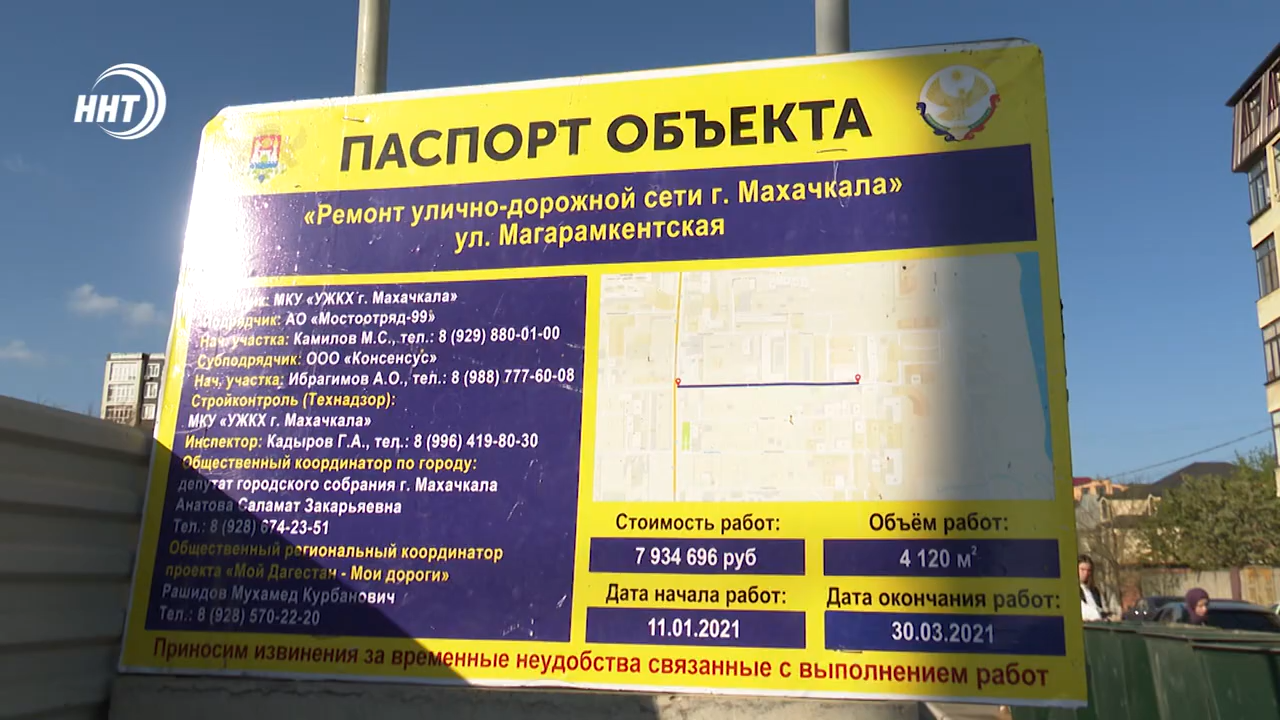 ННТ
ПАСПОРТ ОБЪЕКТА
«Ремонт улично-дорожной сети г. Махачкала»
ул. Магарамкентская
МКУ «УЖКХ г. Махачкала»
Подрядчик: АО «Мостоотряд-99»
Нач. участка: Камилов М.С., тел.: 8 (929) 880-01-00
Субподрядчик: ООО «Консенсус»
Нач, участка: Ибрагимов А.О., тел.: 8 (988) 777-60-08
Стройконтроль (Технадзор):
МКУ «УЖКХ г. Махачкала»
Инспектор: Кадыров Г.А., тел.: 8 (996) 419-80-30
Общественный координатор по городу:
депутат городского собрания г. Махачкала
Анатова Саламат Закарьяевна
Тел.: 8 (928) 674-23-51
Общественный региональный координатор
проекта «Мой Дагестан - Мои дороги»
Рашидов Мухамед Курбанович
Тел.: 8 (928) 570-22-20
Стоимость работ:
7 934 696 руб
Объём работ:
4 120 м²
Дата начала работ:
11.01.2021
Дата окончания работ:
30.03.2021
Приносим извинения за временные неудобства связанные с выполнением работ